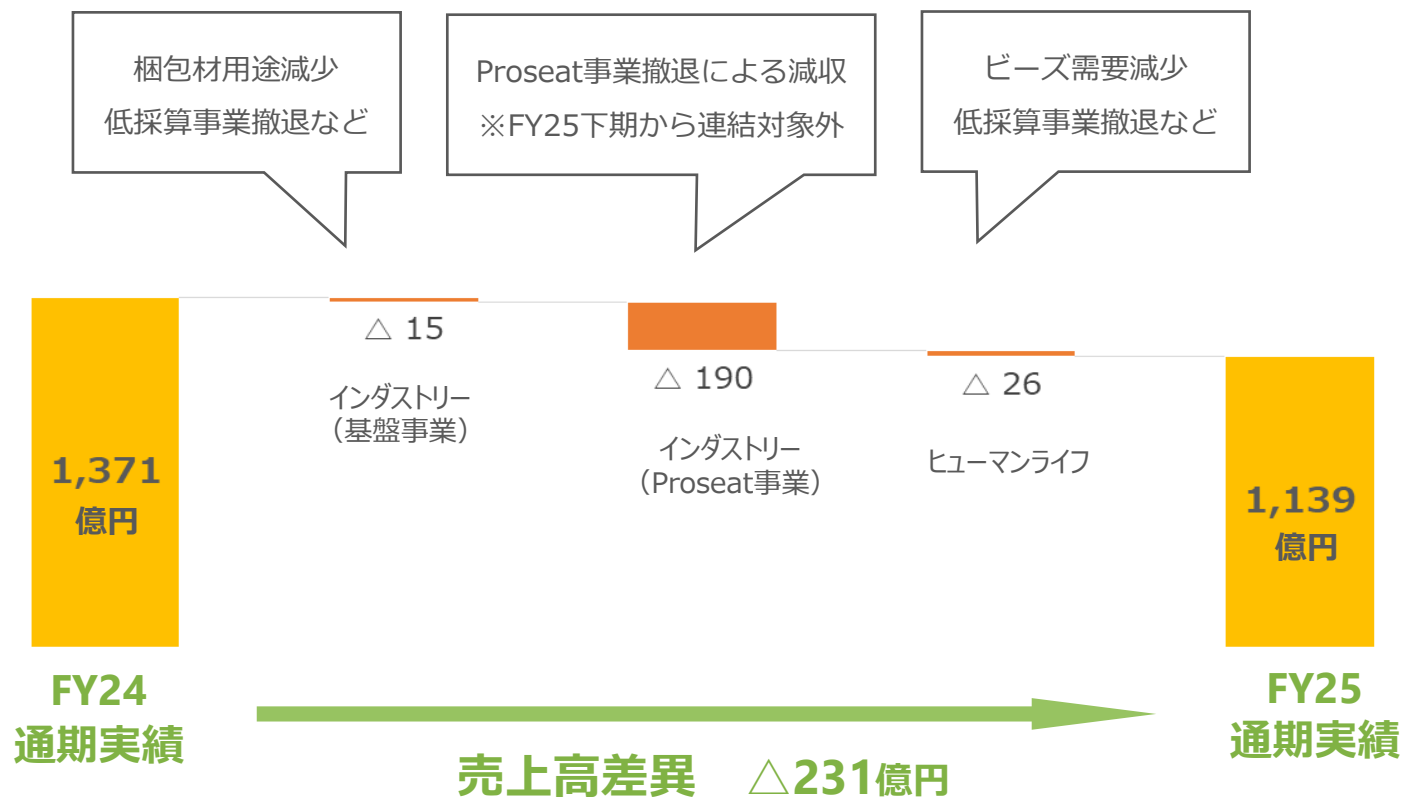 梱包材用途減少
低採算事業撤退など
Proseat事業撤退による減収
※FY25下期から連結対象外
ビーズ需要減少
低採算事業撤退など
△ 15
インダストリー
（基盤事業）
△ 190
インダストリー
（Proseat事業）
△ 26
ヒューマンライフ
1,371
億円
1,139
億円
FY24
通期実績
FY25
通期実績
売上高差異 △231億円